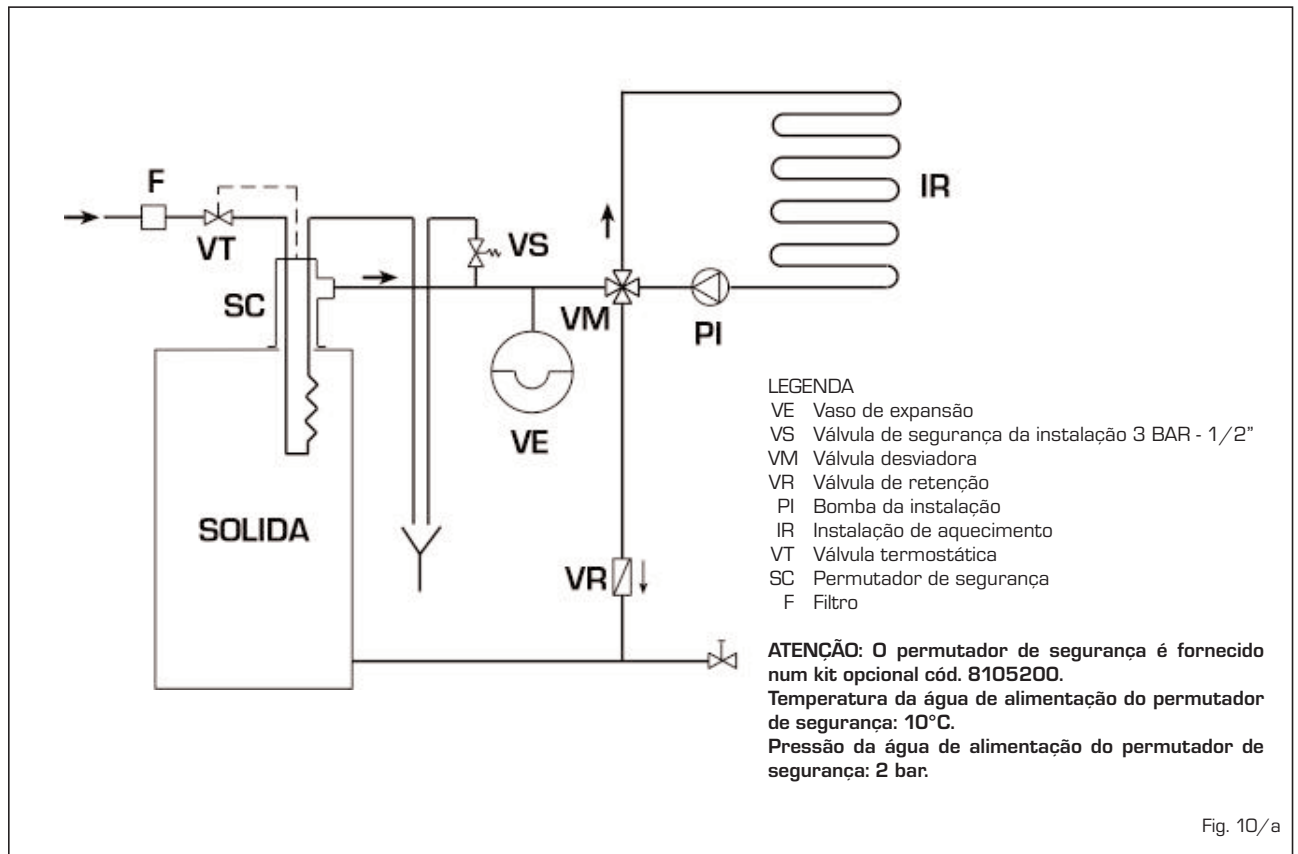 F
VT
SC
VS
VM
PI
IR
VE
SOLIDA
VR
LEGENDA
VE Vaso de expansão
VS Válvula de segurança da instalação 3 BAR - 1/2”
VM Válvula desviadora
VR Válvula de retenção
PI Bomba da instalação
IR Instalação de aquecimento
VT Válvula termostática
SC Permutador de segurança
F Filtro
ATENÇÃO: O permutador de segurança é fornecido
num kit opcional cód. 8105200.
Temperatura da água de alimentação do permutador
de segurança: 10°C.
Pressão da água de alimentação do permutador de
segurança: 2 bar.
Fig. 10/a